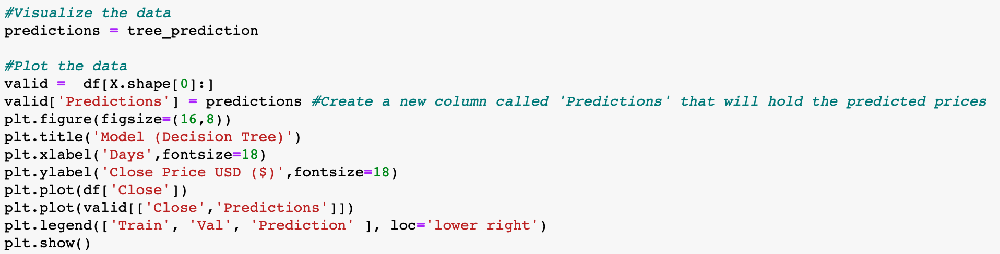 #Visualize the data
predictions = tree_prediction

#Plot the data
valid =  df[X.shape[0]:]
valid['Predictions'] = predictions #Create a new column called 'Predictions' that will hold the predicted prices
plt.figure(figsize=(16,8))
plt.title('Model (Decision Tree)')
plt.xlabel('Days',fontsize=18)
plt.ylabel('Close Price USD ($)',fontsize=18)
plt.plot(df['Close'])
plt.plot(valid[['Close','Predictions']])
plt.legend(['Train', 'Val', 'Prediction' ], loc='lower right')
plt.show()